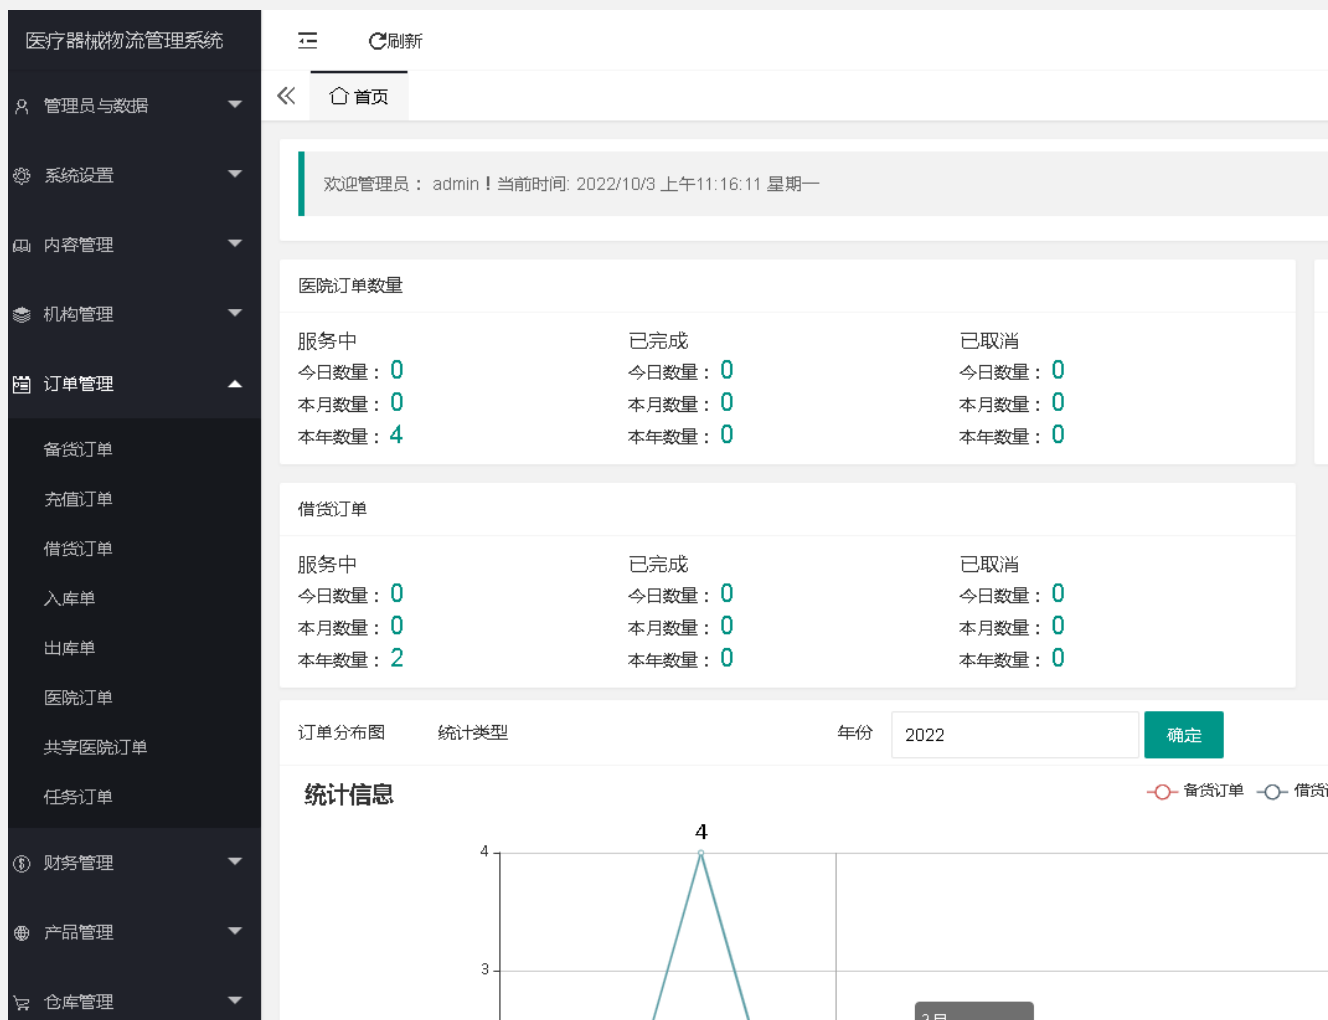 医疗器械物流管理系统
刷新
管理员与数据
首页
系统设置
欢迎管理员： admin！当前时间: 2022/10/3 上午11:16:11 星期一
内容管理
机构管理
订单管理
备货订单
充值订单
借货订单
入库单
出库单
医院订单
共享医院订单
任务订单
财务管理
产品管理
仓库管理
医院订单数量
服务中 已完成 已取消
今日数量： 0 今日数量： 0 今日数量： 0
本月数量： 0 本月数量： 0 本月数量： 0
本年数量： 4 本年数量： 0 本年数量： 0
借货订单
服务中 已完成 已取消
今日数量： 0 今日数量： 0 今日数量： 0
本月数量： 0 本月数量： 0 本月数量： 0
本年数量： 2 本年数量： 0 本年数量： 0
订单分布图 统计类型 年份 2022 确定
统计信息
备货订单 借货
4
4
3